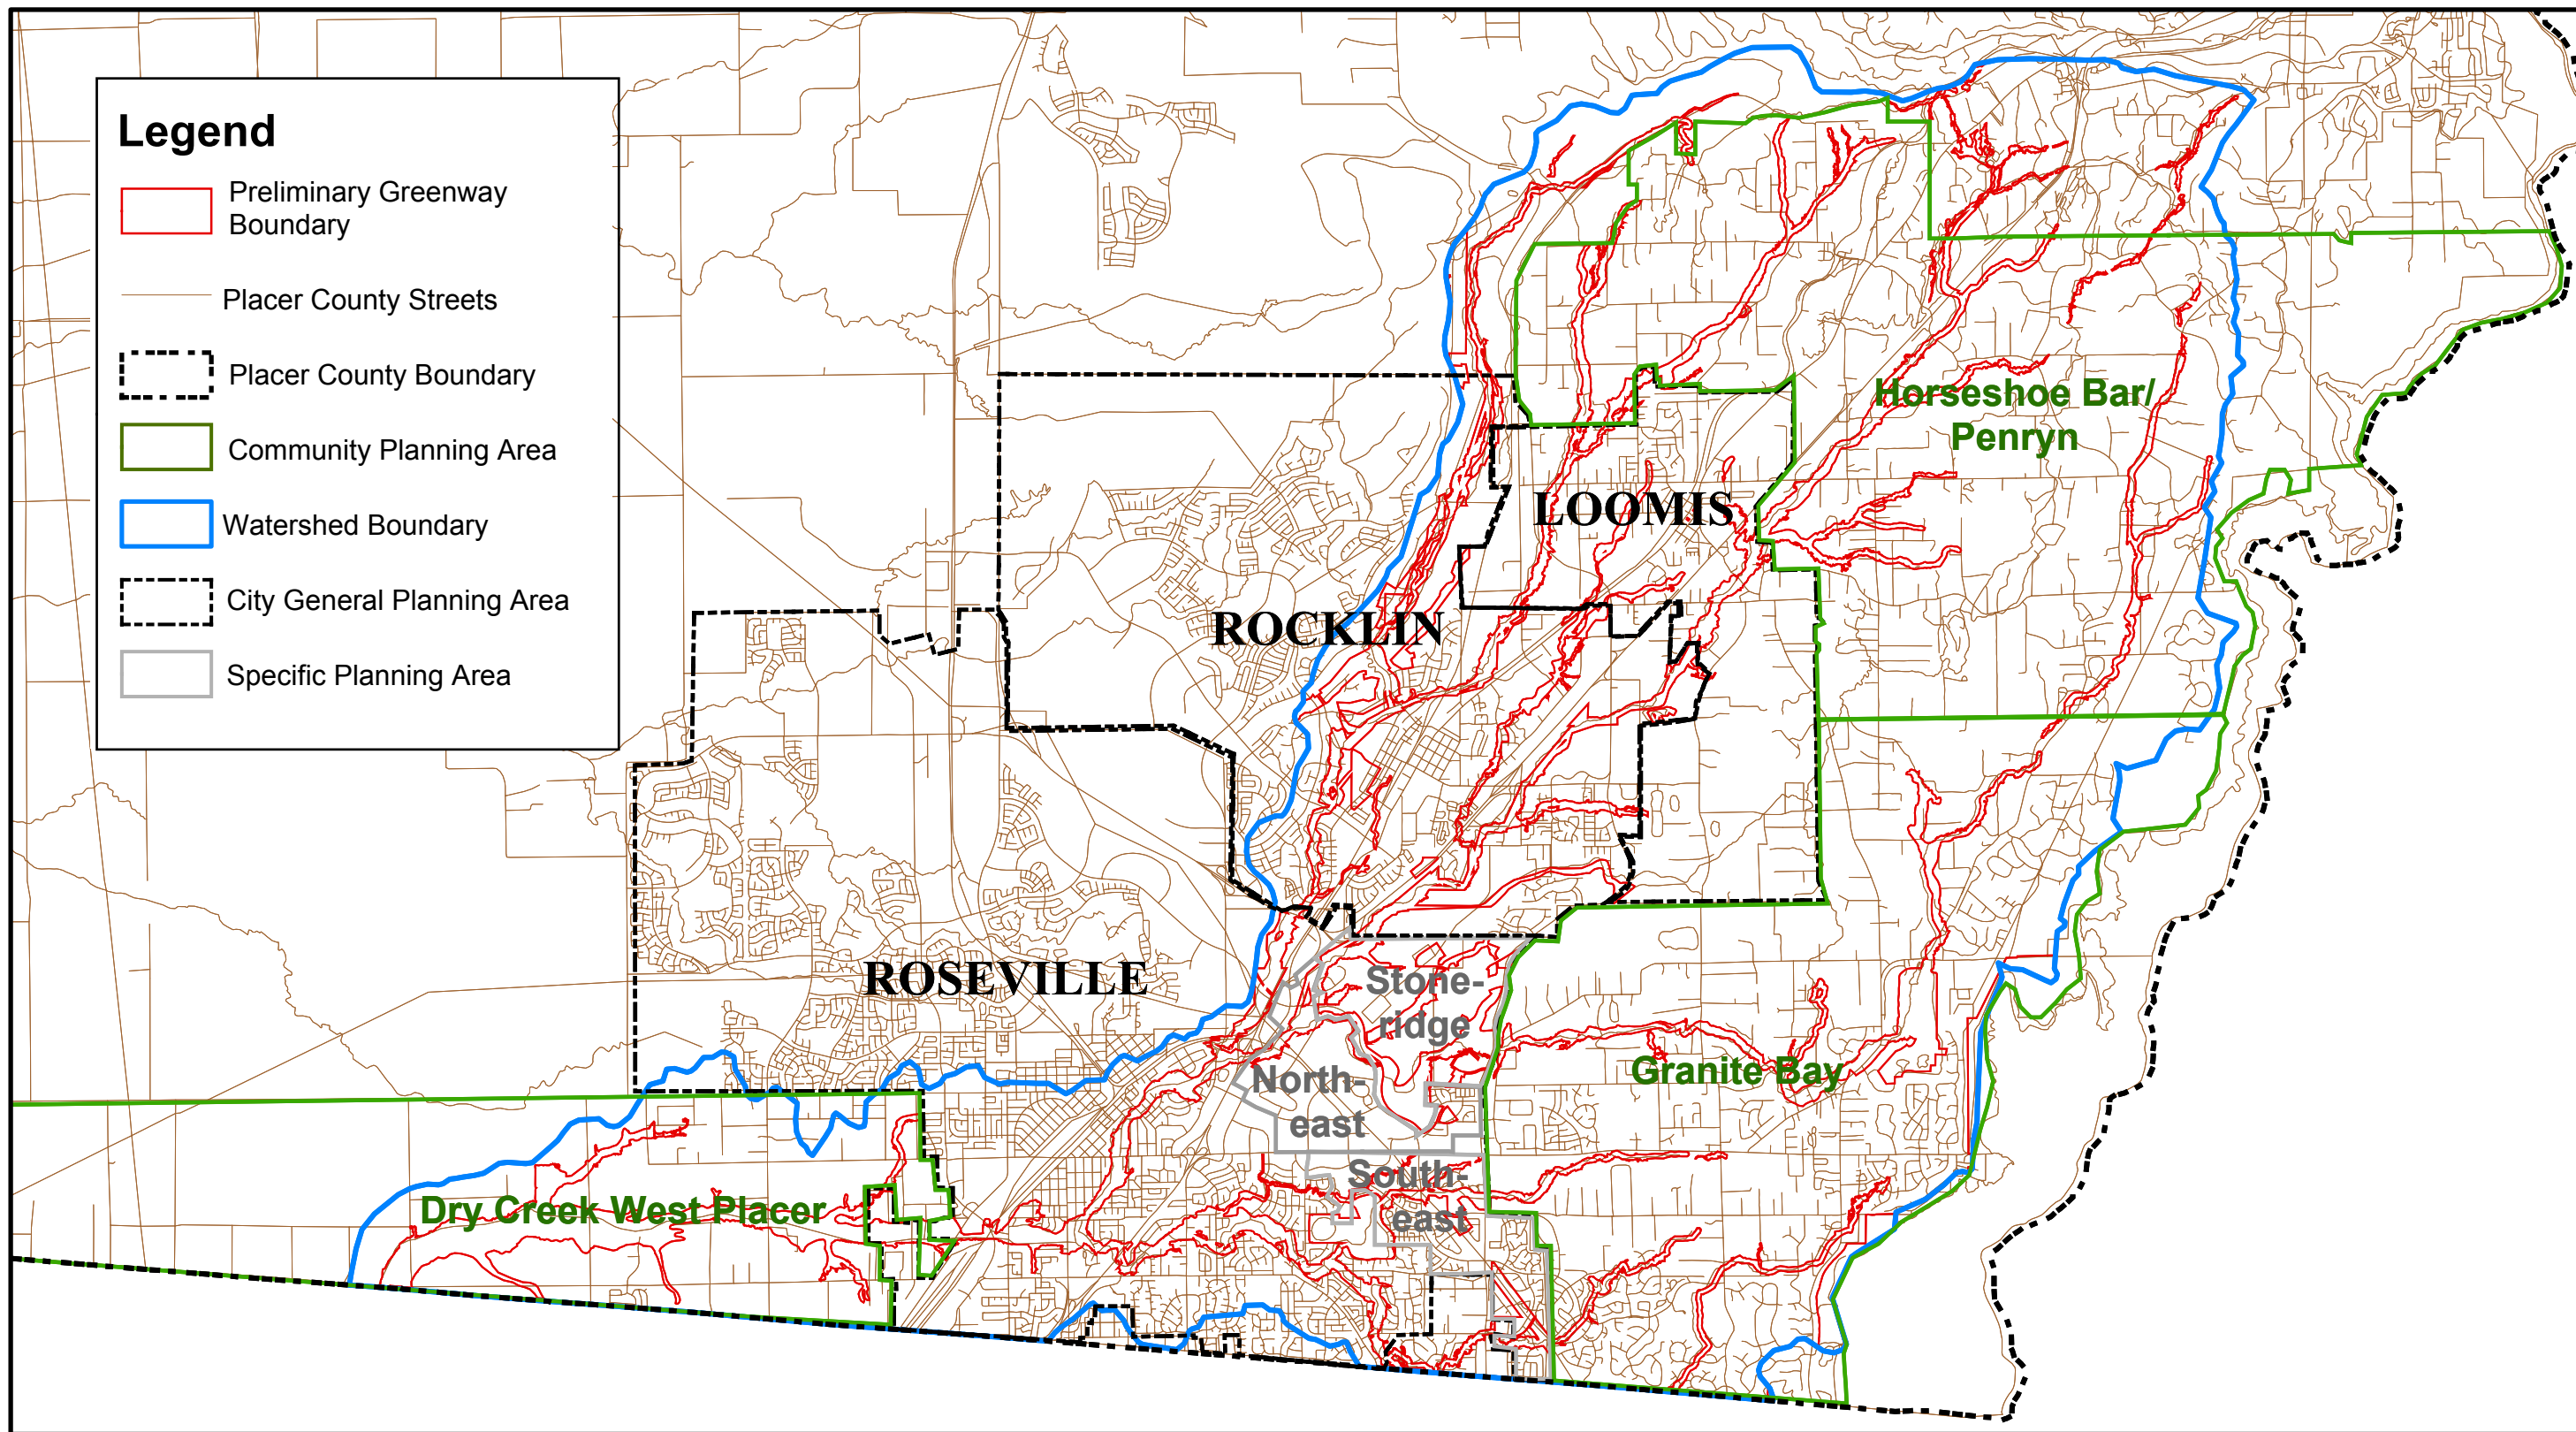 Legend
Preliminary Greenway
Boundary
Placer County Streets
Placer County Boundary
Community Planning Area
Watershed Boundary
City General Planning Area
Specific Planning Area
Horseshoe Bar/
Penryn
LOOMIS
ROCKLIN
ROSEVILLE
Stone-
ridge
North-
east
Granite Bay
South-
east
Dry Creek West Placer